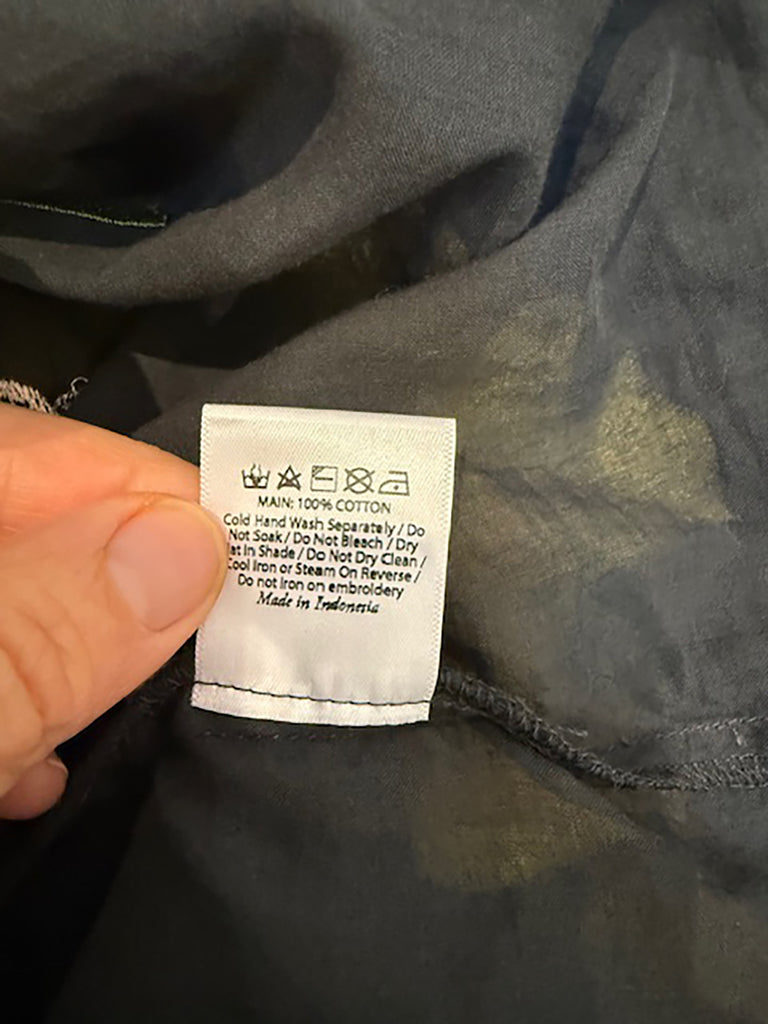 MAIN: 100% COTTON
Cold Hand Wash Separately / Do
Not Soak / Do Not Bleach / Dry
at In Shade / Do Not Dry Clean /
Cool Iron or Steam On Reverse /
Do not Iron on embroidery
Made in Indonesia